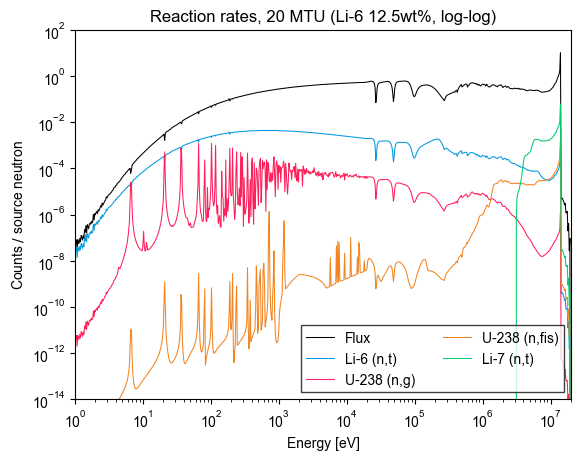 Reaction rates, 20 MTU (Li-6 12.5wt%, log-log)
Counts / source neutron
10^2
10^0
10^-2
10^-4
10^-6
10^-8
10^-10
10^-12
10^-14
Flux
Li-6 (n,t)
U-238 (n,g)
U-238 (n,fis)
Li-7 (n,t)
10^0 10^1 10^2 10^3 10^4 10^5 10^6 10^7
Energy [eV]